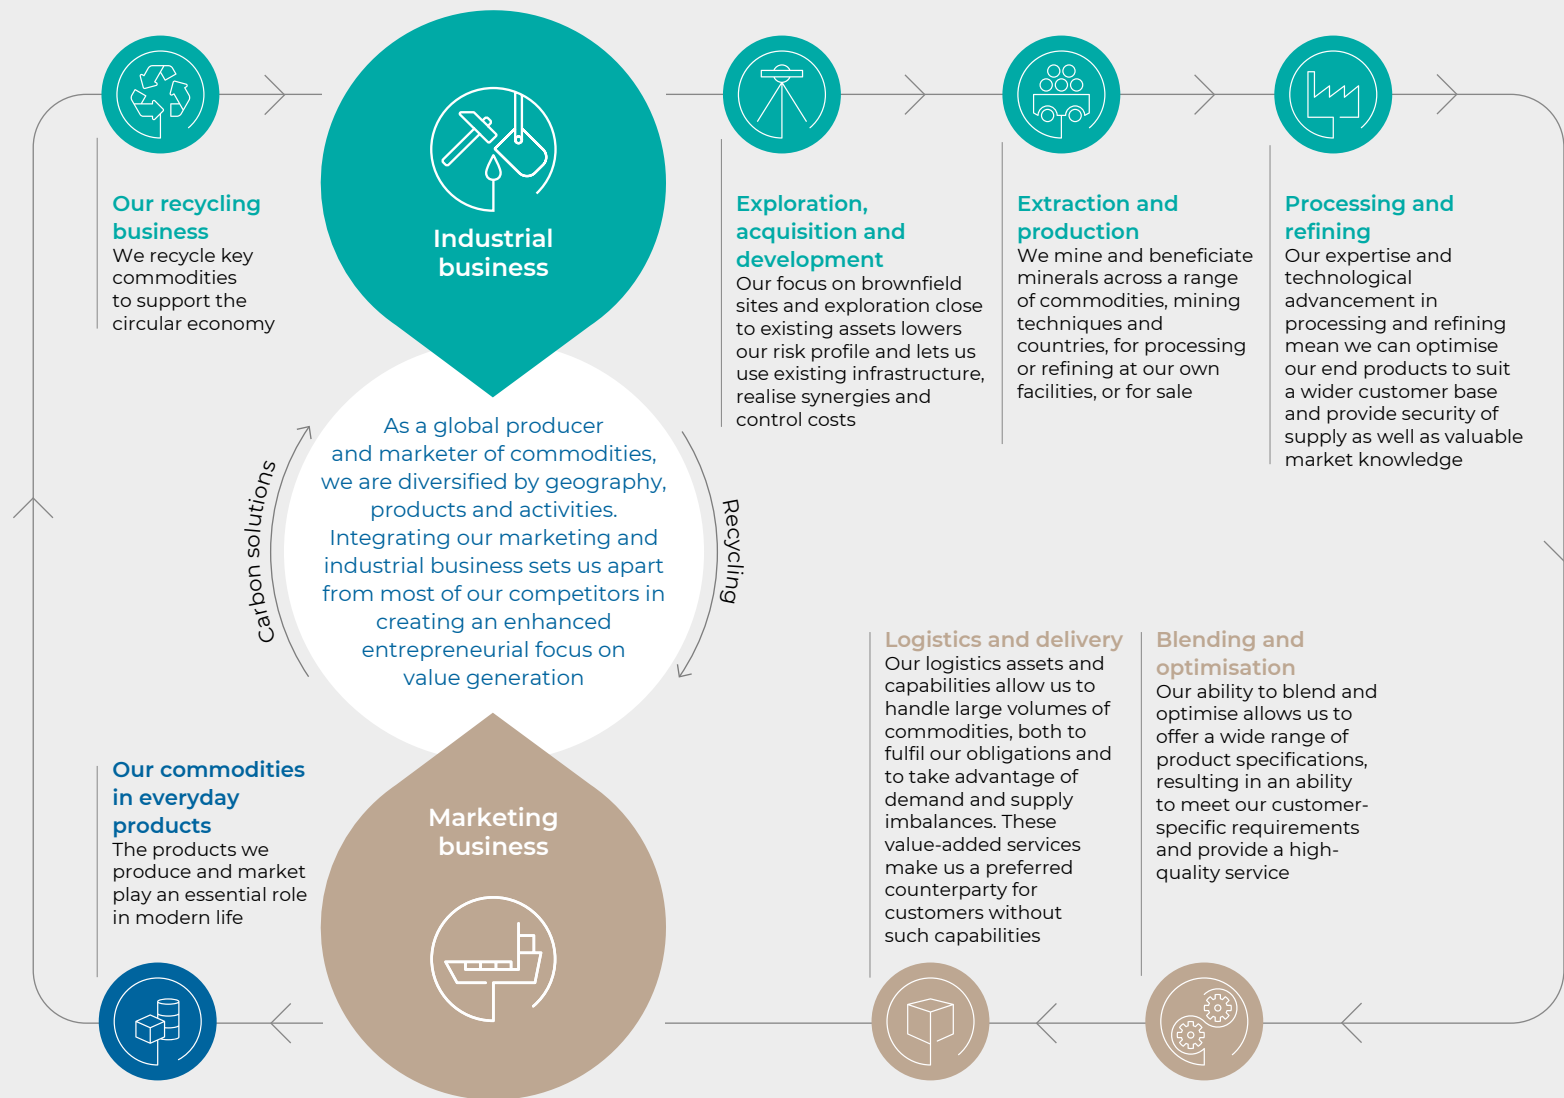 Our recycling
business
We recycle key
commodities
to support the
circular economy
Industrial
business
Exploration,
acquisition and
development
Our focus on brownfield
sites and exploration close
to existing assets lowers
our risk profile and lets us
use existing infrastructure,
realise synergies and
control costs
Extraction and
production
We mine and beneficiate
minerals across a range
of commodities, mining
techniques and
countries, for processing
or refining at our own
facilities, or for sale
Processing and
refining
Our expertise and
technological
advancement in
processing and refining
mean we can optimise
our end products to suit
a wider customer base
and provide security of
supply as well as valuable
market knowledge
Carbon solutions
As a global producer
and marketer of commodities,
we are diversified by geography,
products and activities.
Integrating our marketing and
industrial business sets us apart
from most of our competitors in
creating an enhanced
entrepreneurial focus on
value generation
Recycling
Our commodities
in everyday
products
The products we
produce and market
play an essential role
in modern life
Marketing
business
Logistics and delivery
Our logistics assets and
capabilities allow us to
handle large volumes of
commodities, both to
fulfil our obligations and
to take advantage of
demand and supply
imbalances. These
value-added services
make us a preferred
counterparty for
customers without
such capabilities
Blending and
optimisation
Our ability to blend and
optimise allows us to
offer a wide range of
product specifications,
resulting in an ability
to meet our customer-
specific requirements
and provide a high-
quality service